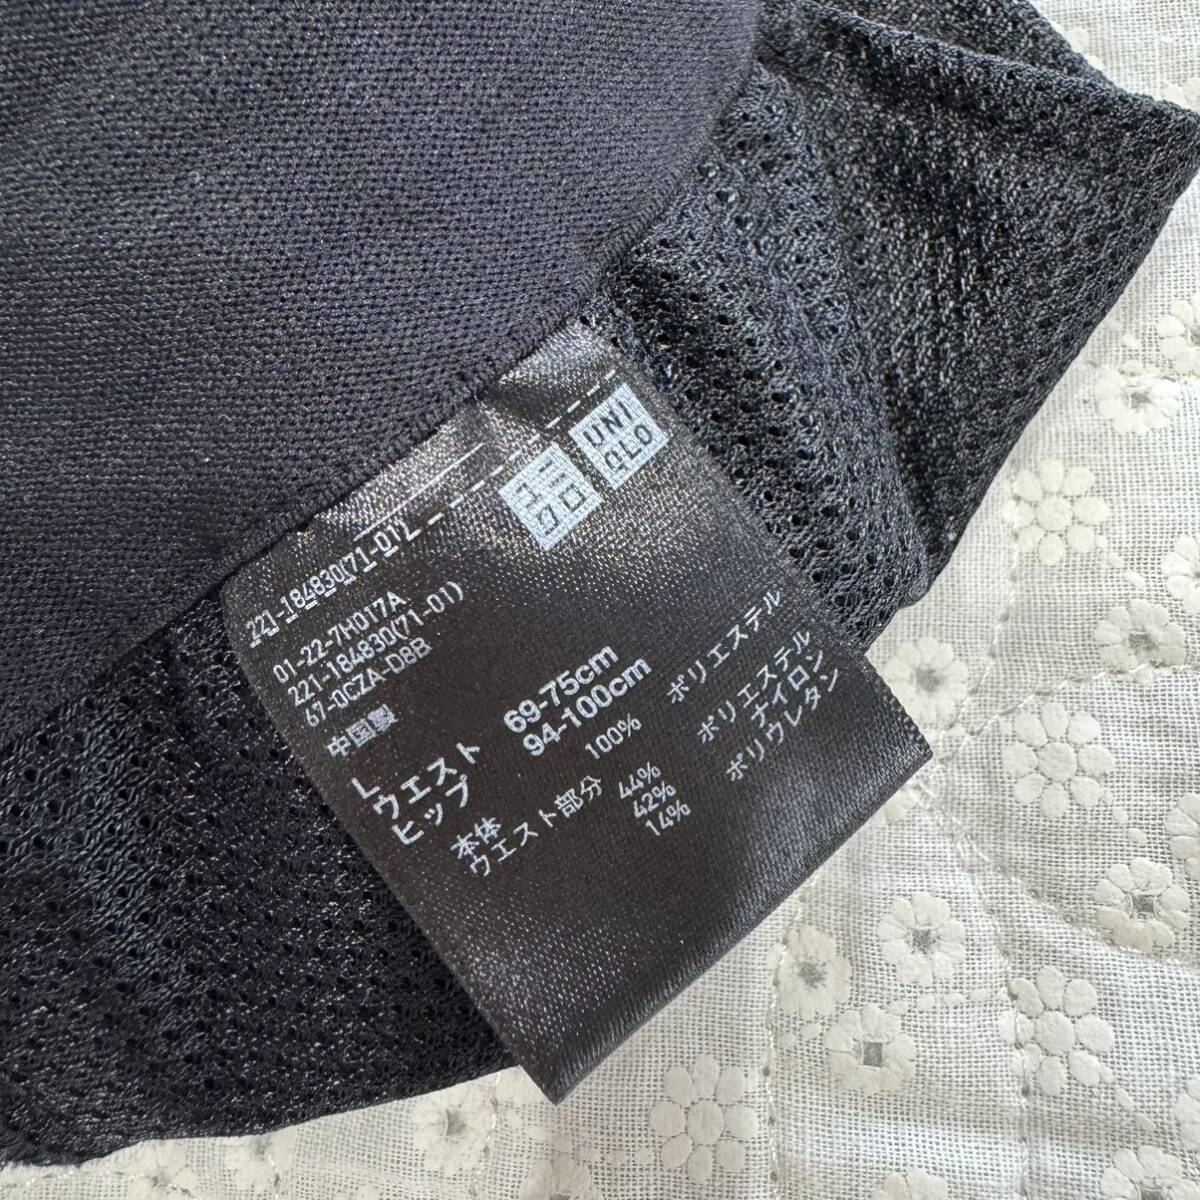 ユニ
クロ
UNI
QLO
221-184830(71-01)2
01-22-7H017A
221-184830(71-01)
67-0CZA-D8B
中国製
L
ウエスト 69-75cm
ヒップ 94-100cm
本体 100% ポリエステル
ウエスト部分 44% ポリエステル
42% ナイロン
14% ポリウレタン